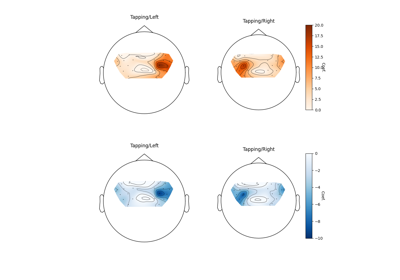 Tapping/Left
Tapping/Right
20.0
17.5
15.0
12.5
10.0
7.5
5.0
2.5
0.0
Coef
Tapping/Left
Tapping/Right
0
−2
−4
−6
−8
−10
Coef